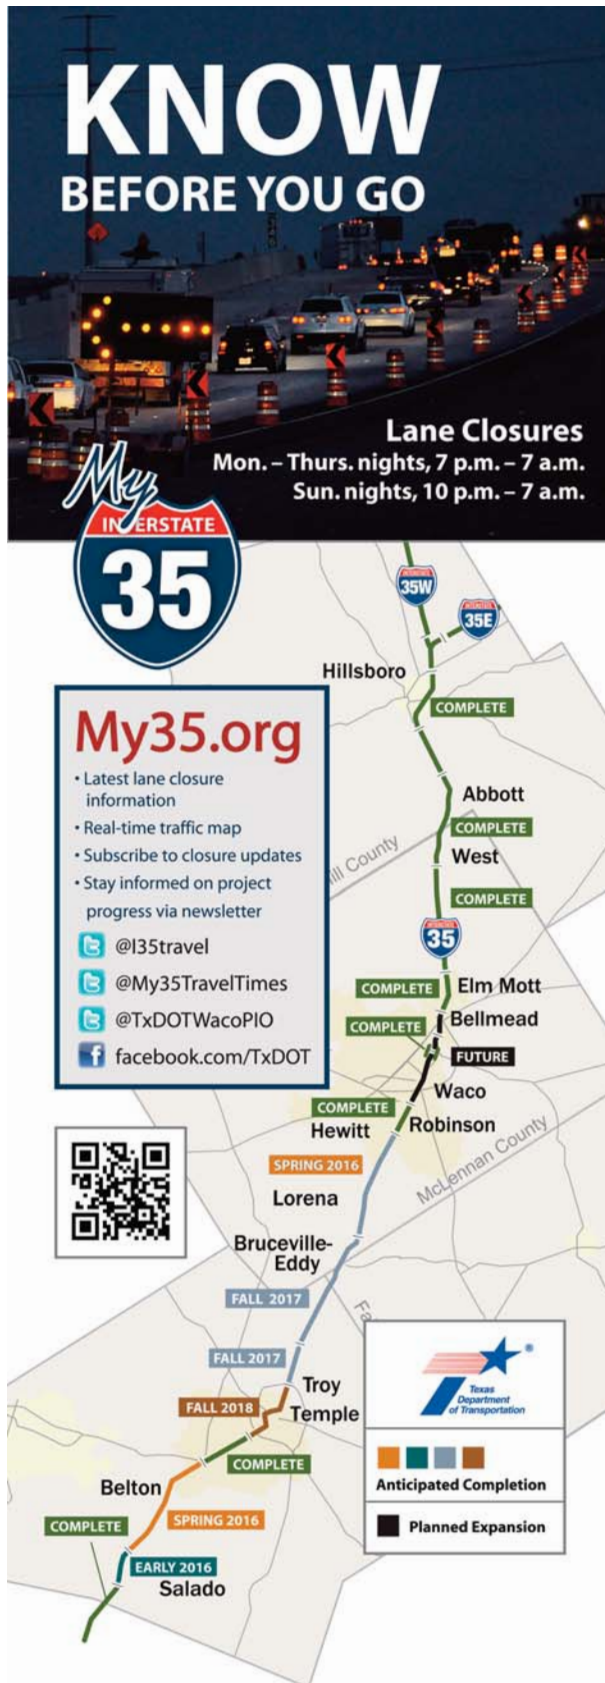 KNOW
BEFORE YOU GO
Lane Closures
Mon. – Thurs. nights, 7 p.m. – 7 a.m.
Sun. nights, 10 p.m. – 7 a.m.
My
INTERSTATE
35
INTERSTATE
35W
INTERSTATE
35E
Hillsboro
COMPLETE
My35.org
• Latest lane closure
information
• Real-time traffic map
• Subscribe to closure updates
• Stay informed on project
progress via newsletter
@I35travel
@My35TravelTimes
@TxDOTWacoPIO
facebook.com/TxDOT
Abbott
COMPLETE
Hill County
West
COMPLETE
INTERSTATE
35
COMPLETE
Elm Mott
COMPLETE
Bellmead
FUTURE
Waco
COMPLETE
Hewitt
Robinson
McLennan County
SPRING 2016
Lorena
Bruceville-
Eddy
FALL 2017
FALL 2017
Troy
FALL 2018
Temple
COMPLETE
Belton
SPRING 2016
COMPLETE
EARLY 2016
Salado
®
Texas
Department
of Transportation
Anticipated Completion
Planned Expansion